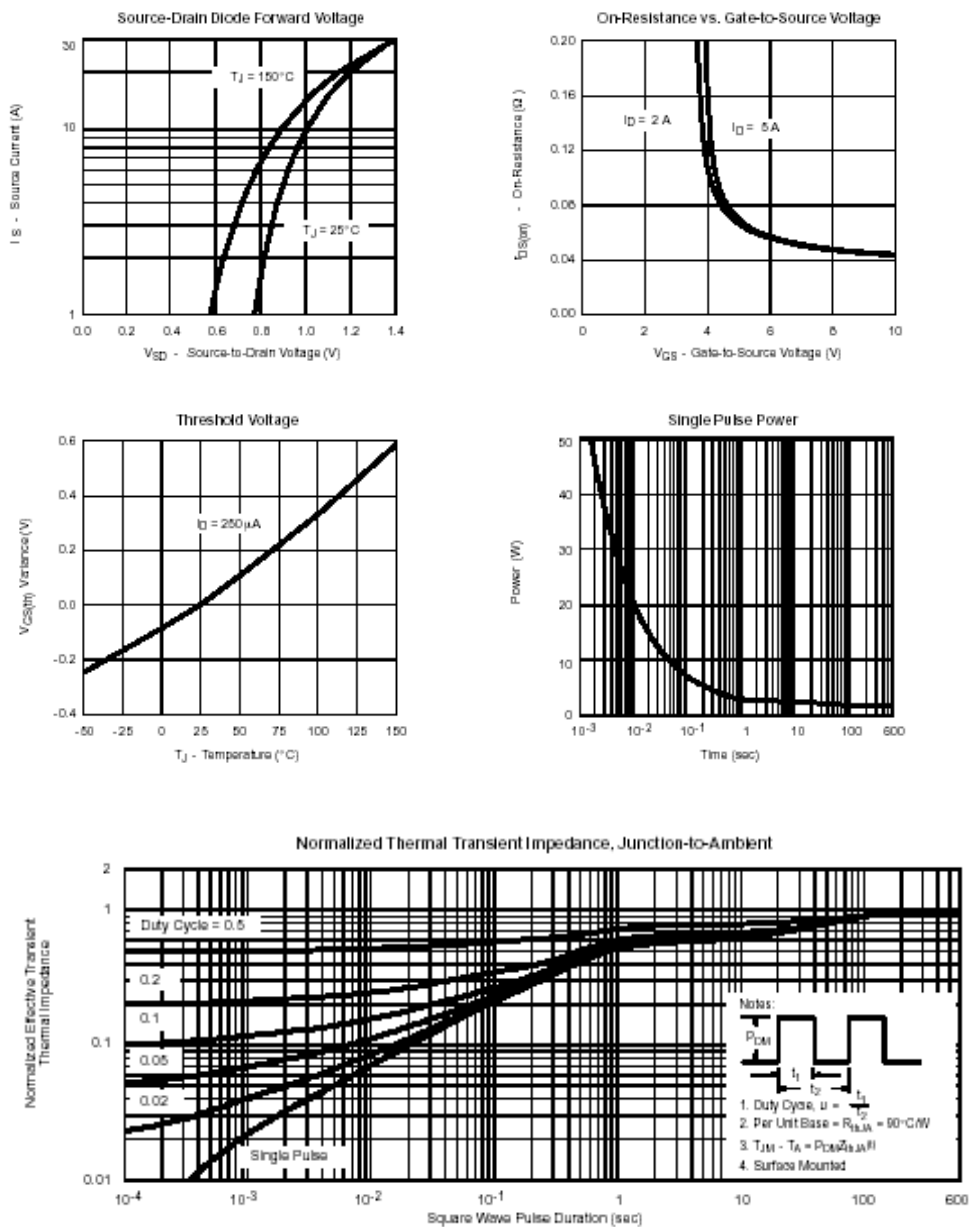 Source-Drain Diode Forward Voltage
30
10
1
I S - Source Current (A)
TJ = 150°C
TJ = 25°C
0.0 0.2 0.4 0.6 0.8 1.0 1.2 1.4
VSD - Source-to-Drain Voltage (V)
On-Resistance vs. Gate-to-Source Voltage
0.20
0.16
0.12
0.08
0.04
0.00
rDS(on) - On-Resistance (Ω)
ID = 2 A
ID = 5 A
0 2 4 6 8 10
VGS - Gate-to-Source Voltage (V)
Threshold Voltage
0.6
0.4
0.2
0.0
-0.2
-0.4
VGS(th) Variance (V)
ID = 250 µA
-50 -25 0 25 50 75 100 125 150
TJ - Temperature (°C)
Single Pulse Power
50
40
30
20
10
0
Power (W)
10-3 10-2 10-1 1 10 100 600
Time (sec)
Normalized Thermal Transient Impedance, Junction-to-Ambient
2
1
0.1
0.01
Normalized Effective Transient
Thermal Impedance
Duty Cycle = 0.5
0.2
0.1
0.05
0.02
Single Pulse
Notes:
PDM
t1
t2
1. Duty Cycle, = t1
t2
2. Per Unit Base = RthJA = 90°C/W
3. TJM - TA = PDMZthJA(t)
4. Surface Mounted
10-4 10-3 10-2 10-1 1 10 100 600
Square Wave Pulse Duration (sec)